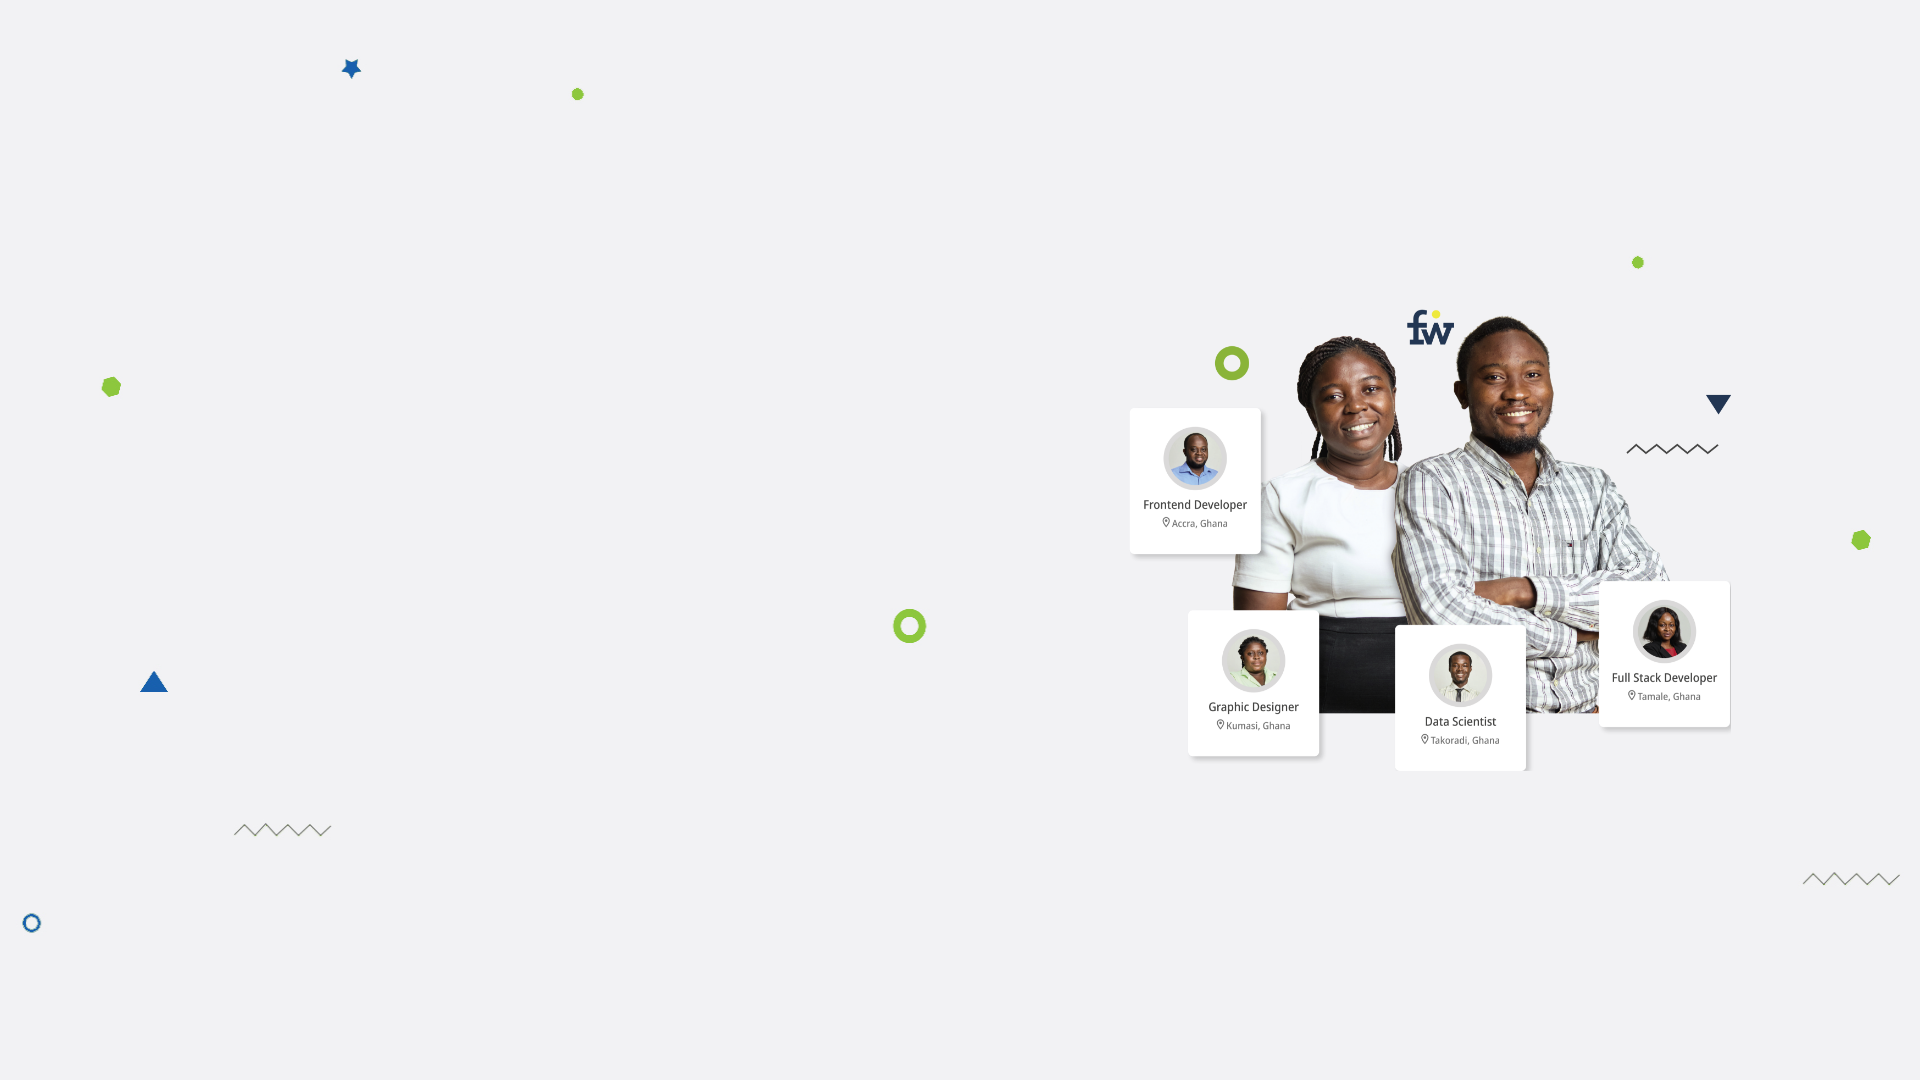 fw
Frontend Developer
Accra, Ghana
Graphic Designer
Kumasi, Ghana
Data Scientist
Takoradi, Ghana
Full Stack Developer
Tamale, Ghana